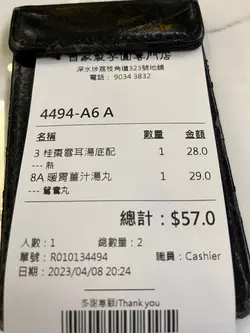 深水埗荔枝角道323號地舖
電話： 9034 3832
4494-A6 A
名稱 數量 金額
3 桂棗雲耳湯底配 1 28.0
--- 熱
8A 暖胃薑汁湯丸 1 29.0
--- 鴛鴦丸
總計：$57.0
人數：1 總數量：2
單號：R010134494 職員：Cashier
日期：2023/04/08 20:24
多謝惠顧/Thank you